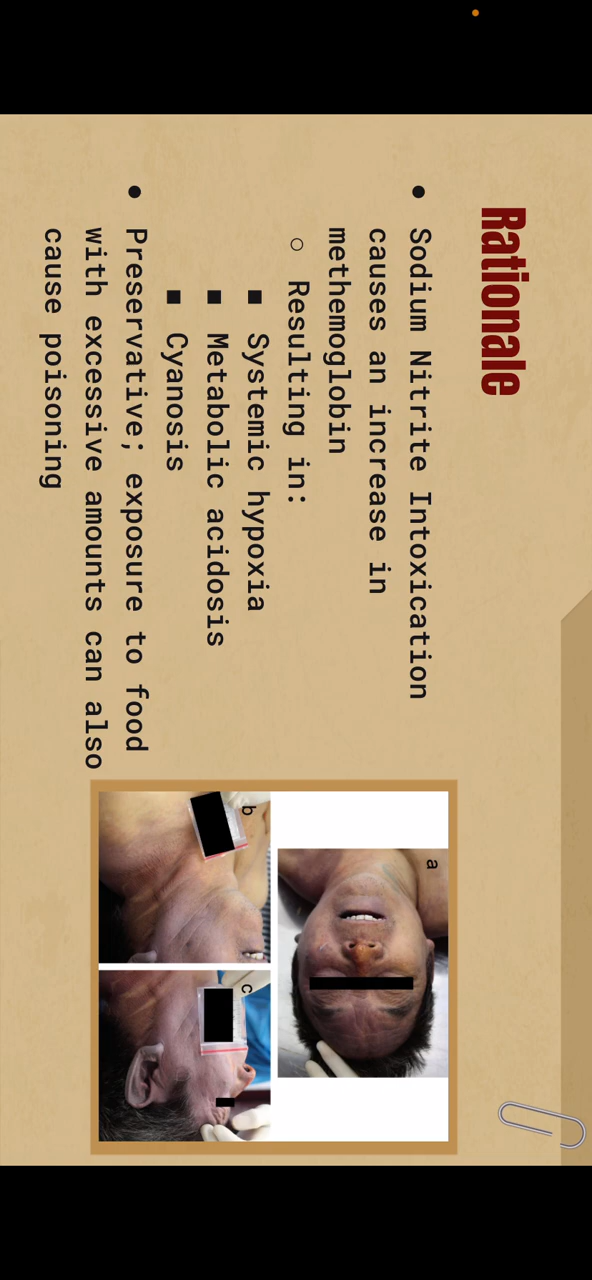 Rationale
● Sodium Nitrite Intoxication
causes an increase in
methemoglobin
○ Resulting in:
■ Systemic hypoxia
■ Metabolic acidosis
■ Cyanosis
● Preservative; exposure to food
with excessive amounts can also
cause poisoning
a
b
c